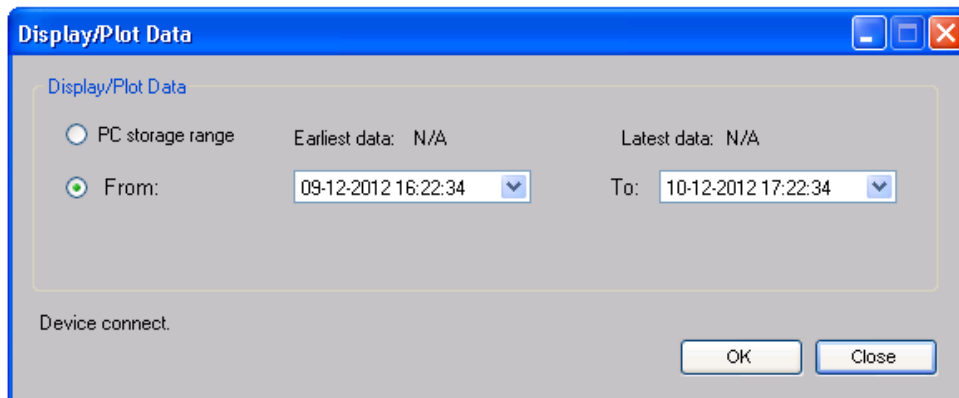 Display/Plot Data
Display/Plot Data
PC storage range Earliest data: N/A Latest data: N/A
From: 09-12-2012 16:22:34 To: 10-12-2012 17:22:34
Device connect.
OK Close